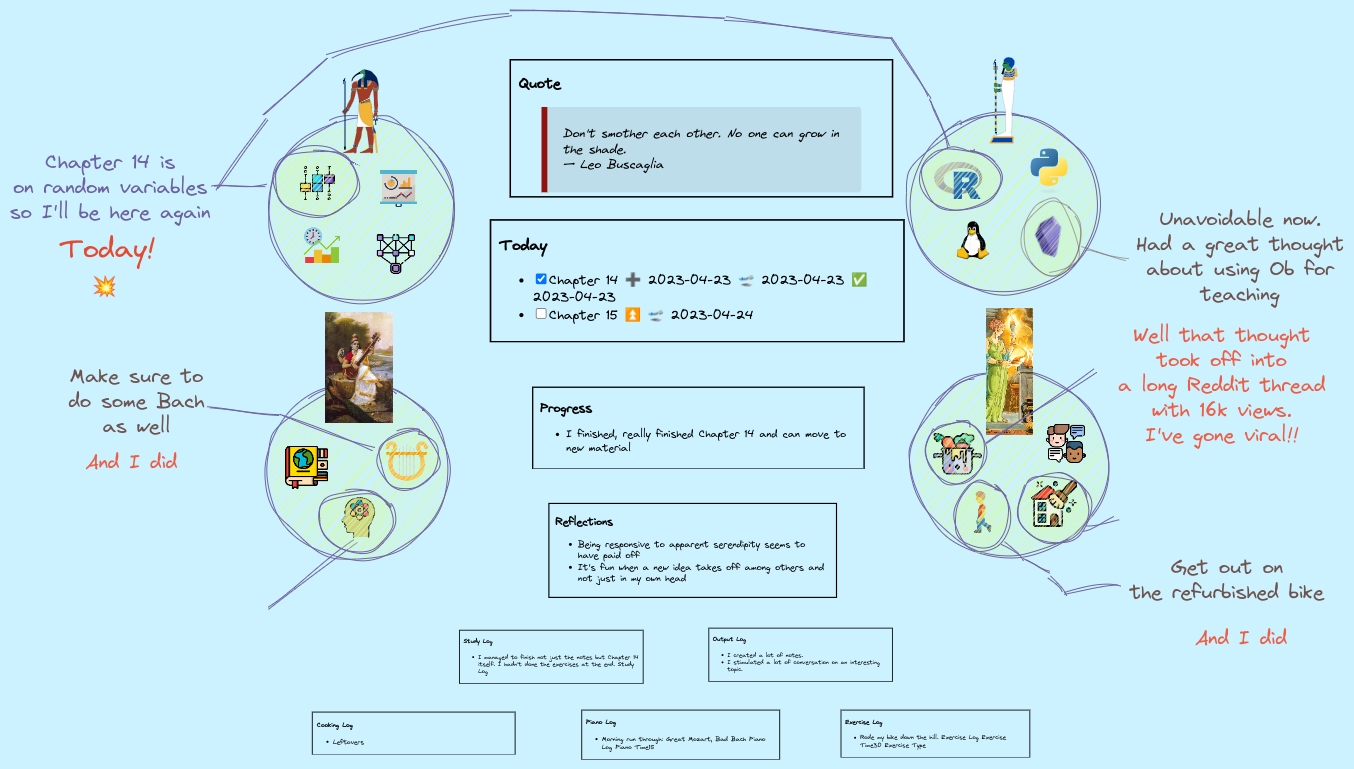 Quote
Don't smother each other. No one can grow in
the shade.
— Leo Buscaglia
Chapter 14 is
on random variables
so I'll be here again
Today!
Today
Chapter 14 ➕ 2023-04-23 🛫 2023-04-23 ✅
2023-04-23
Chapter 15 ⏫ 🛫 2023-04-24
Unavoidable now.
Had a great thought
about using Ob for
teaching
Well that thought
took off into
a long Reddit thread
with 16k views.
I've gone viral!!
Make sure to
do some Bach
as well
And I did
Progress
I finished, really finished Chapter 14 and can move to
new material
Reflections
Being responsive to apparent serendipity seems to
have paid off
It's fun when a new idea takes off among others and
not just in my own head
Get out on
the refurbished bike
And I did
Study Log
I managed to finish not just the notes but Chapter 14
itself. I hadn't done the exercises at the end. Study
Log
Output Log
I created a lot of notes.
I stimulated a lot of conversation on an interesting
topic.
Cooking Log
Leftovers
Piano Log
Morning run through: Great Mozart, Bad Bach Piano
Log Piano Time15
Exercise Log
Rode my bike down the hill. Exercise Log Exercise
Time30 Exercise Type